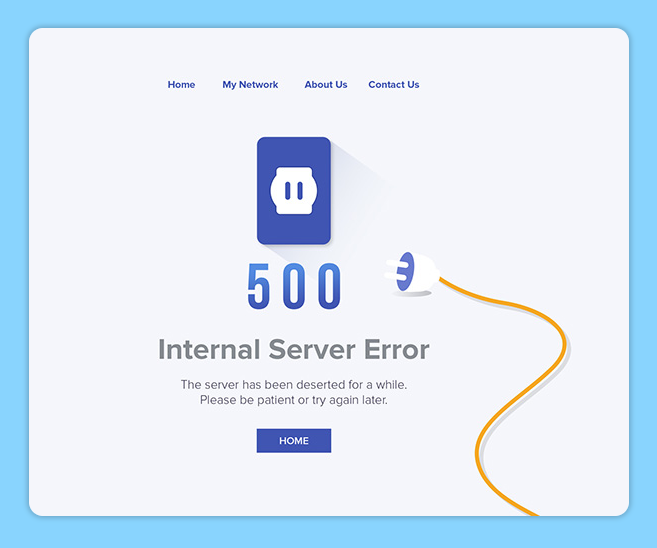 Home My Network About Us Contact Us
500
Internal Server Error
The server has been deserted for a while.
Please be patient or try again later.
HOME